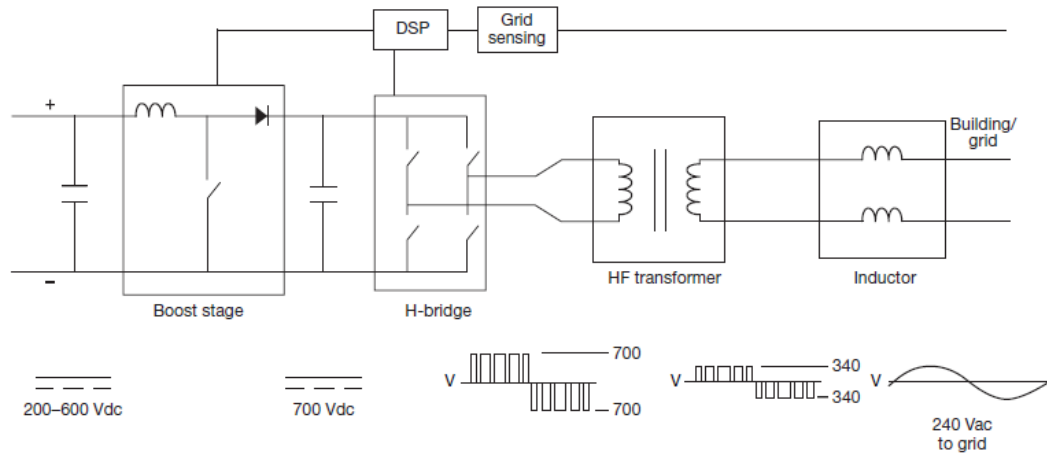 DSP
Grid
sensing
+
−
Building/
grid
Boost stage
H-bridge
HF transformer
Inductor
200–600 Vdc
700 Vdc
V
700
700
V
340
340
V
240 Vac
to grid